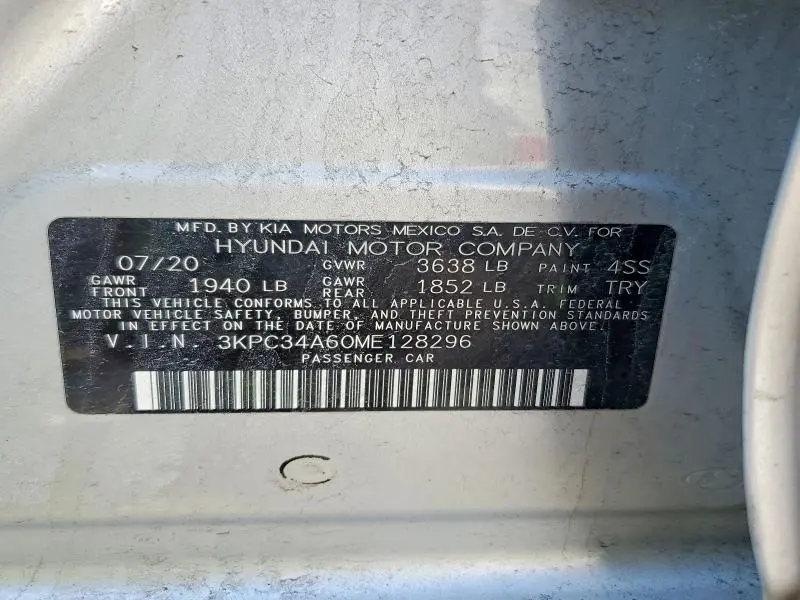 MFD. BY KIA MOTORS MEXICO S.A. DE C.V. FOR
HYUNDAI MOTOR COMPANY
07/20 GVWR 3638 LB PAINT 4SS
GAWR FRONT 1940 LB GAWR REAR 1852 LB TRIM TRY
THIS VEHICLE CONFORMS TO ALL APPLICABLE U.S.A. FEDERAL
MOTOR VEHICLE SAFETY, BUMPER, AND THEFT PREVENTION STANDARDS
IN EFFECT ON THE DATE OF MANUFACTURE SHOWN ABOVE.
V.I.N 3KPC34A60ME128296
PASSENGER CAR